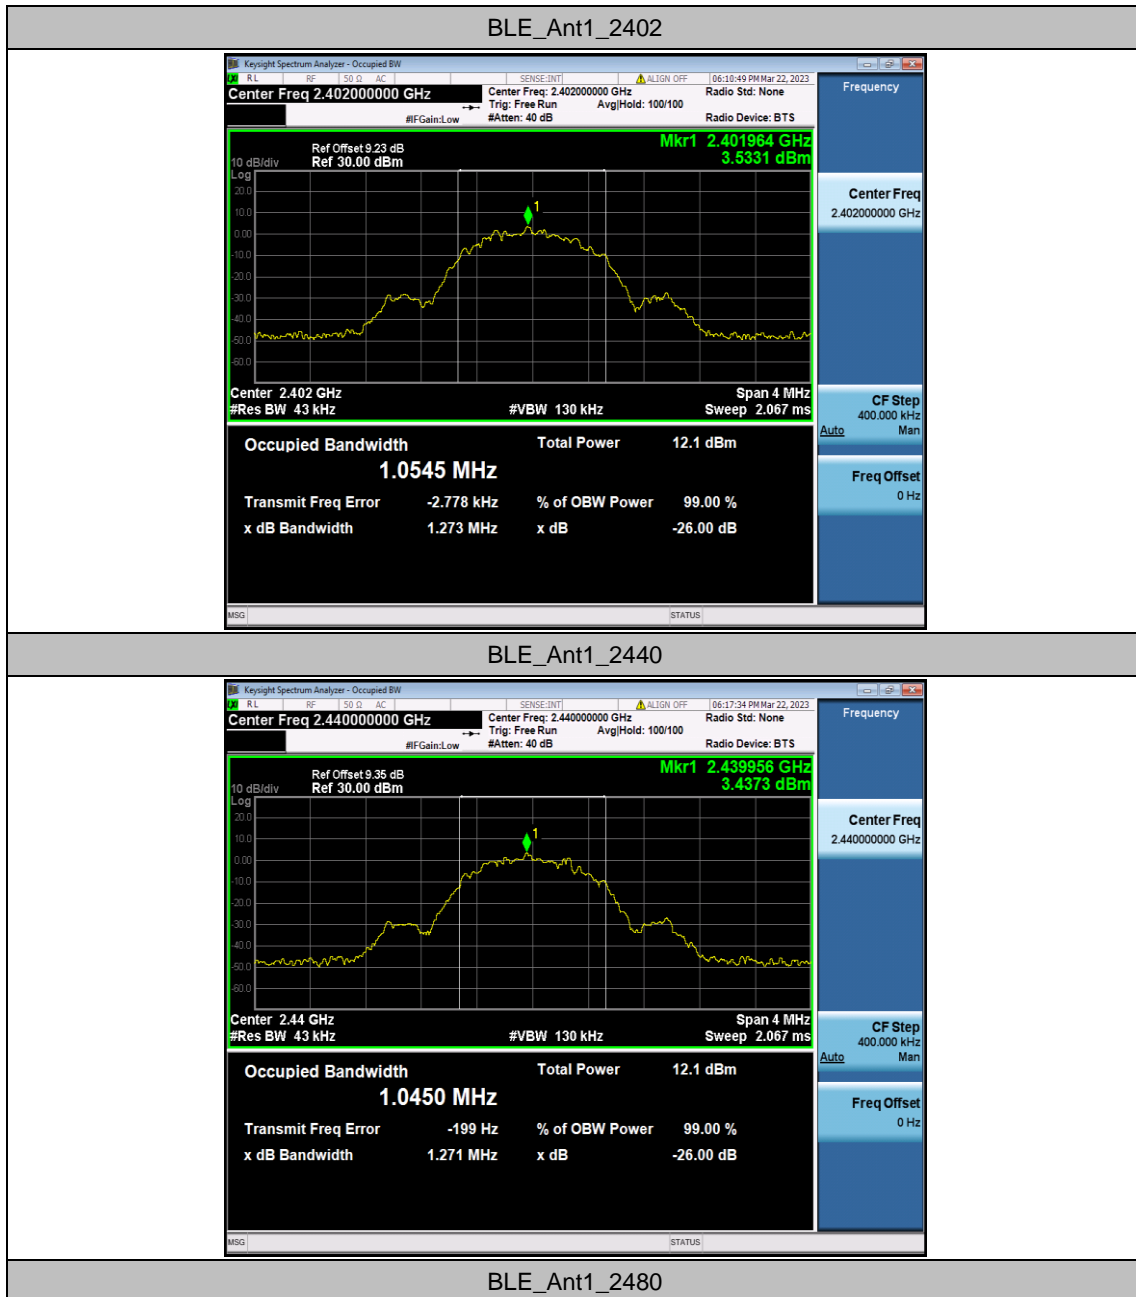 BLE_Ant1_2402
Keysight Spectrum Analyzer - Occupied BW
RL RF 50 Ω AC SENSE:INT ALIGN OFF 06:10:49 PM Mar 22, 2023
Center Freq 2.402000000 GHz Center Freq: 2.402000000 GHz Radio Std: None
Trig: Free Run Avg|Hold: 100/100
#IFGain:Low #Atten: 40 dB Radio Device: BTS
Frequency
Mkr1 2.401964 GHz
3.5331 dBm
Ref Offset 9.23 dB
10 dB/div Ref 30.00 dBm
Log
20.0
10.0
0.00
-10.0
-20.0
-30.0
-40.0
-50.0
-60.0
1
Center 2.402 GHz Span 4 MHz
#Res BW 43 kHz #VBW 130 kHz Sweep 2.067 ms
Occupied Bandwidth Total Power 12.1 dBm
1.0545 MHz
Transmit Freq Error -2.778 kHz % of OBW Power 99.00 %
x dB Bandwidth 1.273 MHz x dB -26.00 dB
Center Freq
2.402000000 GHz
CF Step
400.000 kHz
Auto Man
Freq Offset
0 Hz
MSG STATUS
BLE_Ant1_2440
Keysight Spectrum Analyzer - Occupied BW
RL RF 50 Ω AC SENSE:INT ALIGN OFF 06:17:34 PM Mar 22, 2023
Center Freq 2.440000000 GHz Center Freq: 2.440000000 GHz Radio Std: None
Trig: Free Run Avg|Hold: 100/100
#IFGain:Low #Atten: 40 dB Radio Device: BTS
Frequency
Mkr1 2.439956 GHz
3.4373 dBm
Ref Offset 9.35 dB
10 dB/div Ref 30.00 dBm
Log
20.0
10.0
0.00
-10.0
-20.0
-30.0
-40.0
-50.0
-60.0
1
Center 2.44 GHz Span 4 MHz
#Res BW 43 kHz #VBW 130 kHz Sweep 2.067 ms
Occupied Bandwidth Total Power 12.1 dBm
1.0450 MHz
Transmit Freq Error -199 Hz % of OBW Power 99.00 %
x dB Bandwidth 1.271 MHz x dB -26.00 dB
Center Freq
2.440000000 GHz
CF Step
400.000 kHz
Auto Man
Freq Offset
0 Hz
MSG STATUS
BLE_Ant1_2480